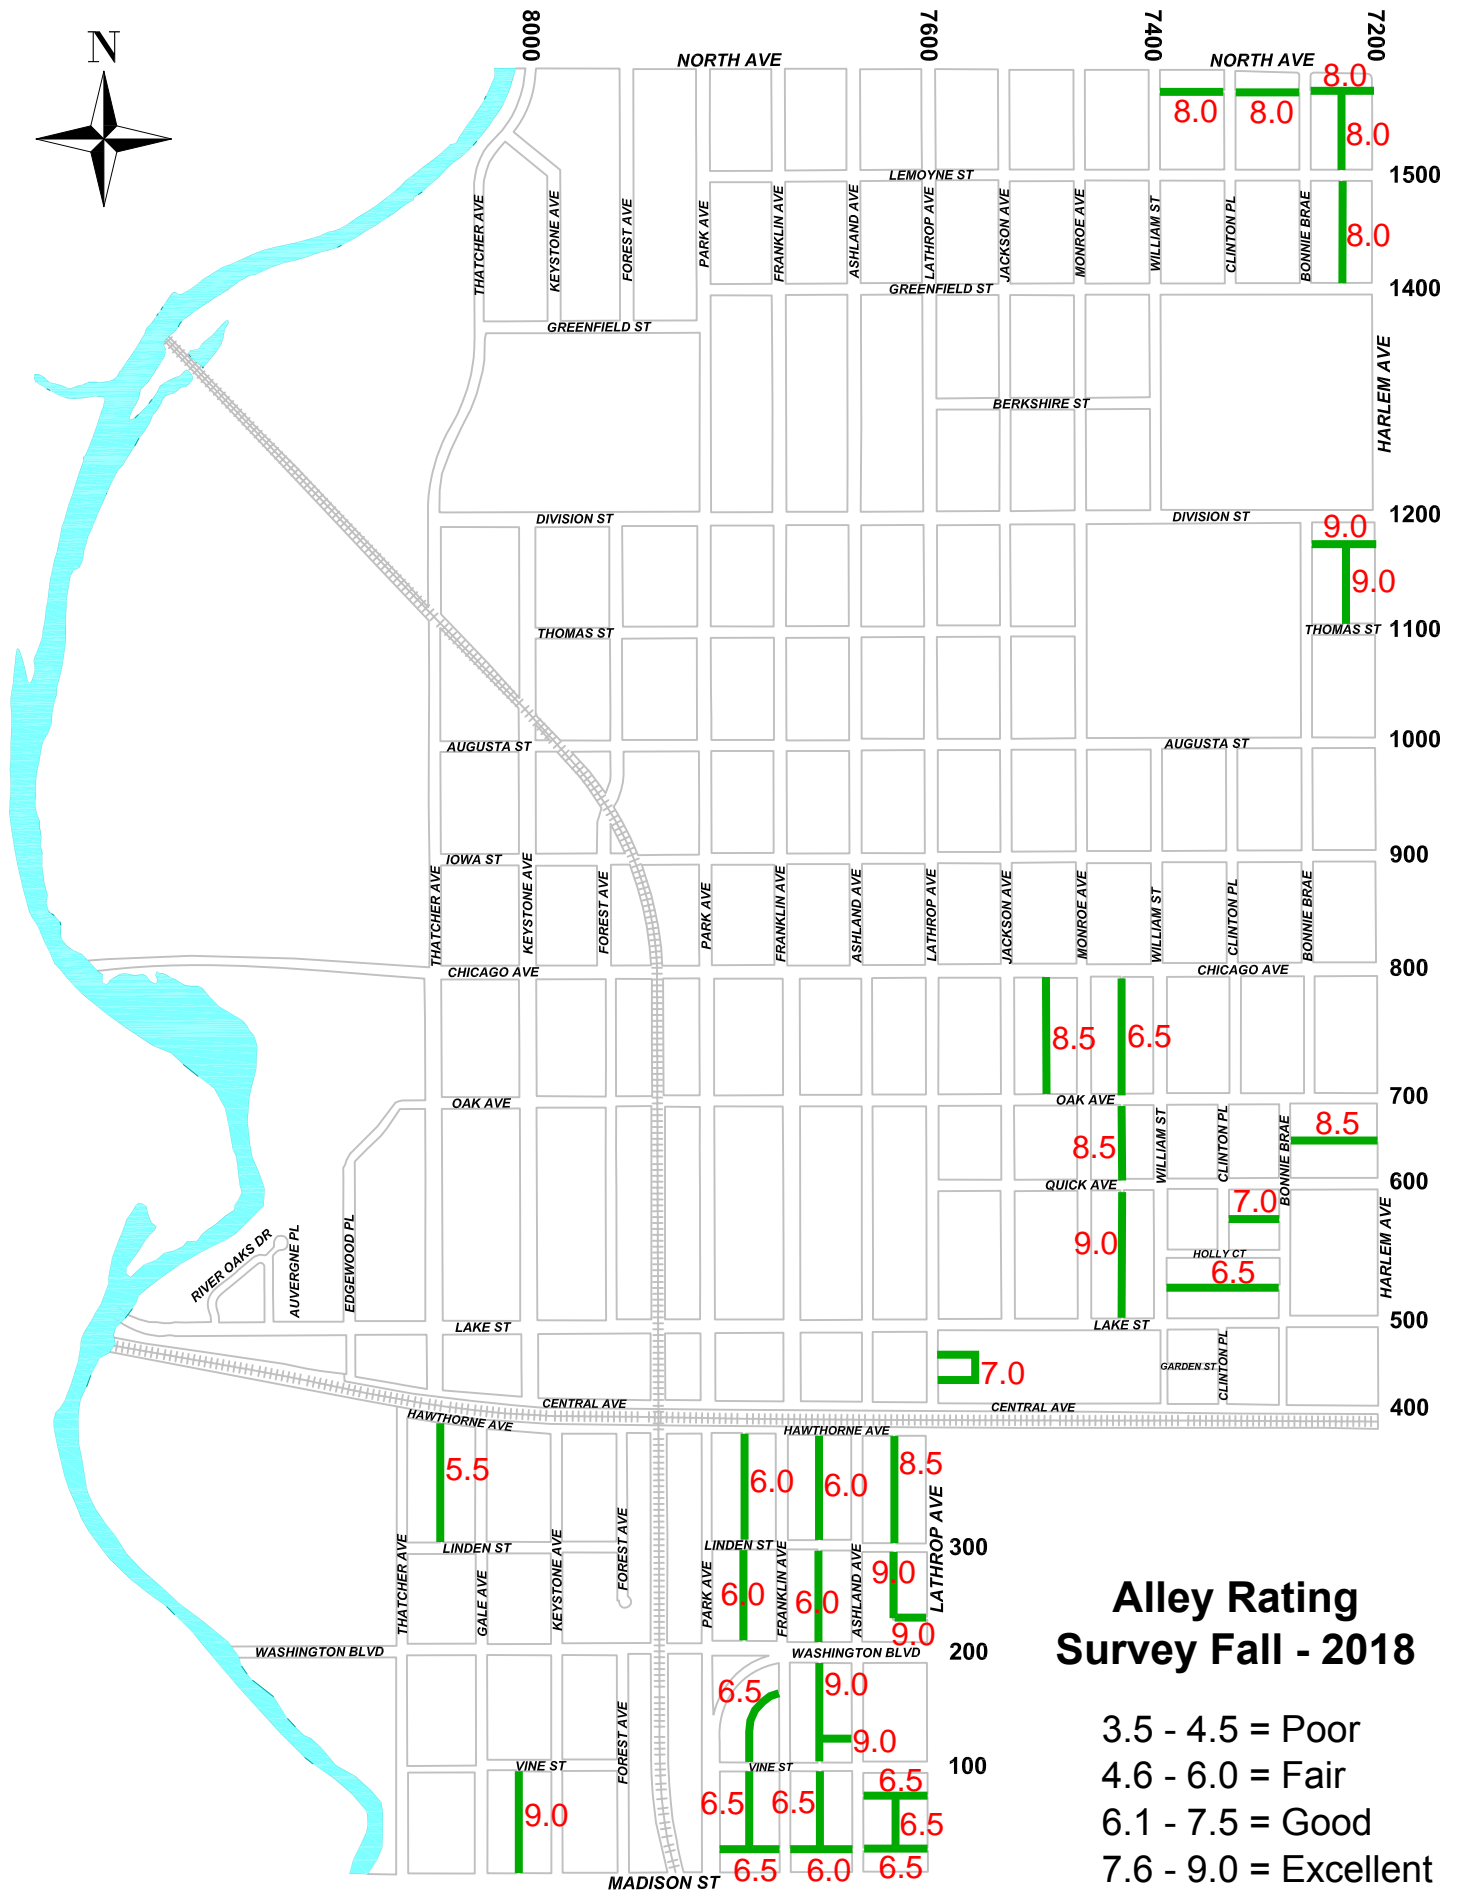 N
8000
7600
7400
7200
NORTH AVE
NORTH AVE
8.0
8.0
8.0
8.0
LEMOYNE ST
1500
THATCHER AVE
KEYSTONE AVE
FOREST AVE
PARK AVE
FRANKLIN AVE
ASHLAND AVE
LATHROP AVE
JACKSON AVE
MONROE AVE
WILLIAM ST
CLINTON PL
BONNIE BRAE
8.0
GREENFIELD ST
1400
GREENFIELD ST
HARLEM AVE
BERKSHIRE ST
DIVISION ST
DIVISION ST
1200
9.0
9.0
THOMAS ST
THOMAS ST
1100
AUGUSTA ST
AUGUSTA ST
1000
IOWA ST
900
THATCHER AVE
KEYSTONE AVE
FOREST AVE
PARK AVE
FRANKLIN AVE
ASHLAND AVE
LATHROP AVE
JACKSON AVE
MONROE AVE
WILLIAM ST
CLINTON PL
BONNIE BRAE
CHICAGO AVE
CHICAGO AVE
800
8.5
6.5
OAK AVE
OAK AVE
700
8.5
WILLIAM ST
CLINTON PL
BONNIE BRAE
8.5
QUICK AVE
600
7.0
RIVER OAKS DR
AUVERGNE PL
EDGEWOOD PL
9.0
HOLLY CT
6.5
HARLEM AVE
LAKE ST
LAKE ST
500
7.0
GARDEN ST
CLINTON PL
CENTRAL AVE
CENTRAL AVE
400
HAWTHORNE AVE
HAWTHORNE AVE
5.5
6.0
6.0
8.5
LATHROP AVE
LINDEN ST
LINDEN ST
300
THATCHER AVE
GALE AVE
KEYSTONE AVE
FOREST AVE
PARK AVE
6.0
FRANKLIN AVE
6.0
ASHLAND AVE
9.0
9.0
WASHINGTON BLVD
WASHINGTON BLVD
200
6.5
9.0
9.0
FOREST AVE
VINE ST
VINE ST
100
9.0
6.5
6.5
6.5
6.5
6.5
6.0
6.5
MADISON ST
Alley Rating
Survey Fall - 2018
3.5 - 4.5 = Poor
4.6 - 6.0 = Fair
6.1 - 7.5 = Good
7.6 - 9.0 = Excellent